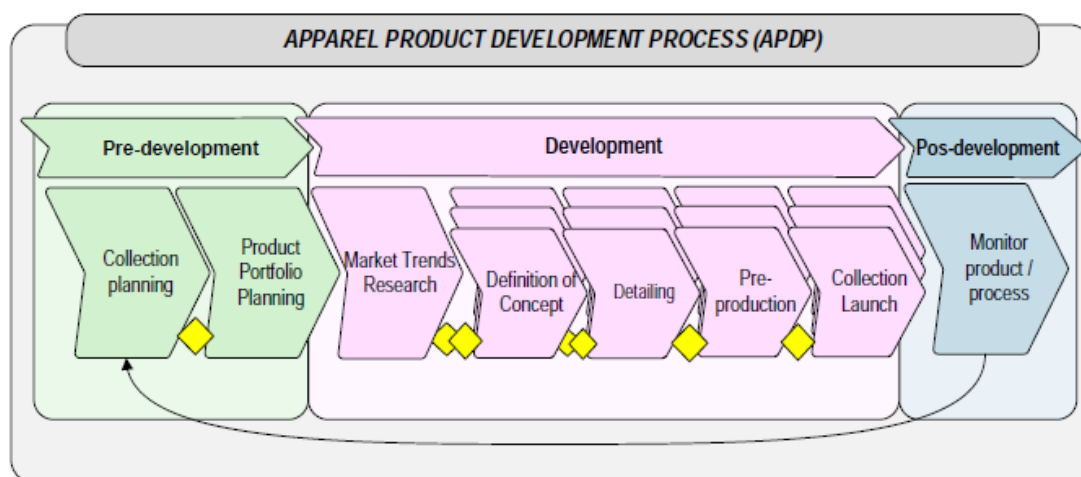 APPAREL PRODUCT DEVELOPMENT PROCESS (APDP)
Pre-development
Development
Pos-development
Collection
planning
Product
Portfolio
Planning
Market Trends
Research
Definition of
Concept
Detailing
Pre-
production
Collection
Launch
Monitor
product /
process